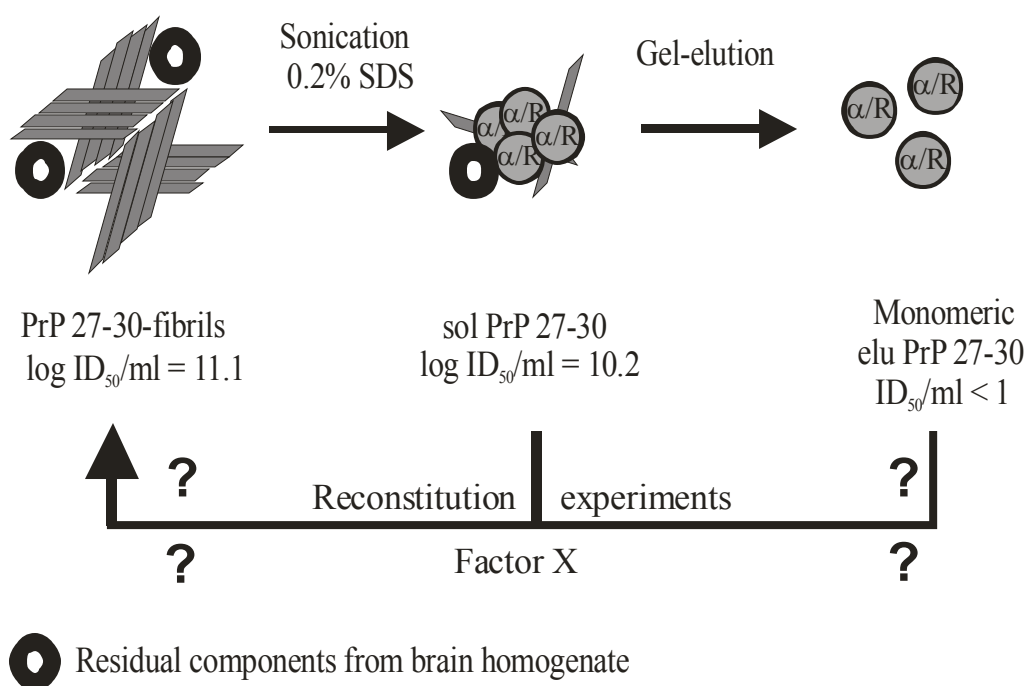 Sonication
0.2% SDS
Gel-elution
α/R
α/R
α/
α/R
α/R
α/R
α/R
PrP 27-30-fibrils
log ID₅₀/ml = 11.1
sol PrP 27-30
log ID₅₀/ml = 10.2
Monomeric
elu PrP 27-30
ID₅₀/ml < 1
?
?
Reconstitution experiments
?
?
Factor X
Residual components from brain homogenate